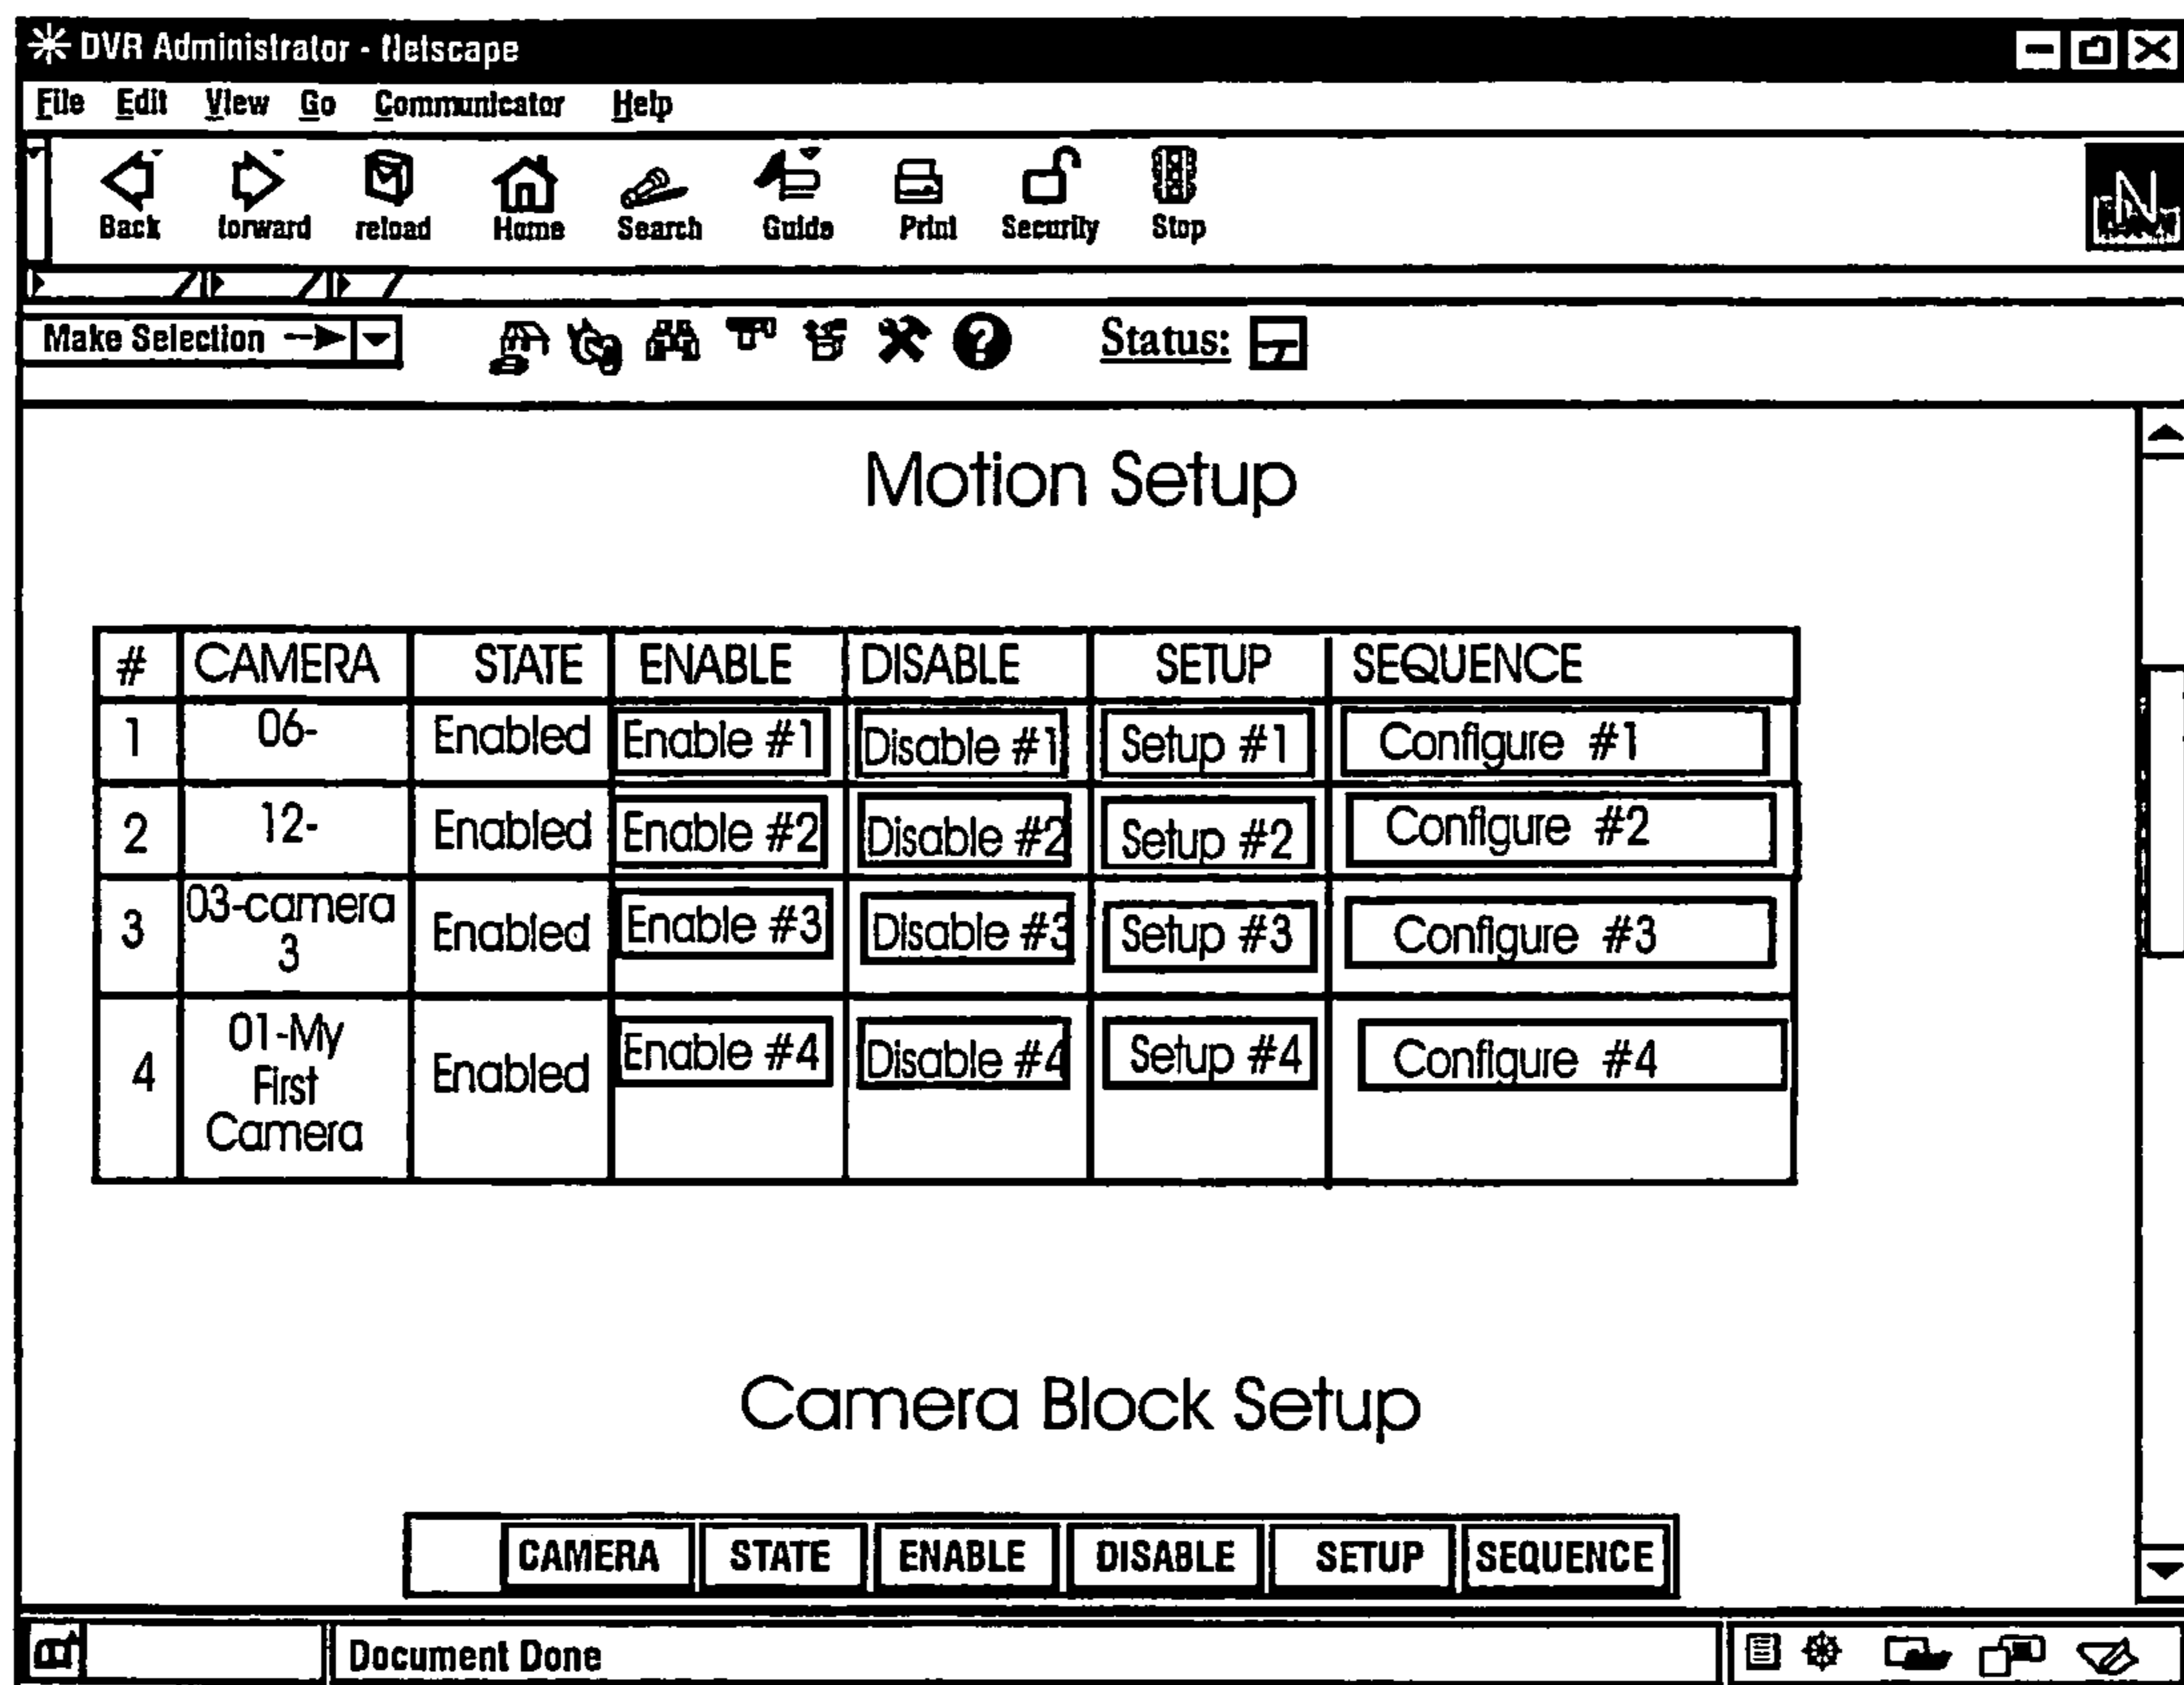 DVR Administrator - Netscape
File Edit View Go Communicator Help
Back forward reload Home Search Guide Print Security Stop
N
Make Selection ? Status:
Motion Setup
# CAMERA STATE ENABLE DISABLE SETUP SEQUENCE
1 06- Enabled Enable #1 Disable #1 Setup #1 Configure #1
2 12- Enabled Enable #2 Disable #2 Setup #2 Configure #2
3 03-camera 3 Enabled Enable #3 Disable #3 Setup #3 Configure #3
4 01-My First Camera Enabled Enable #4 Disable #4 Setup #4 Configure #4
Camera Block Setup
CAMERA STATE ENABLE DISABLE SETUP SEQUENCE
Document Done